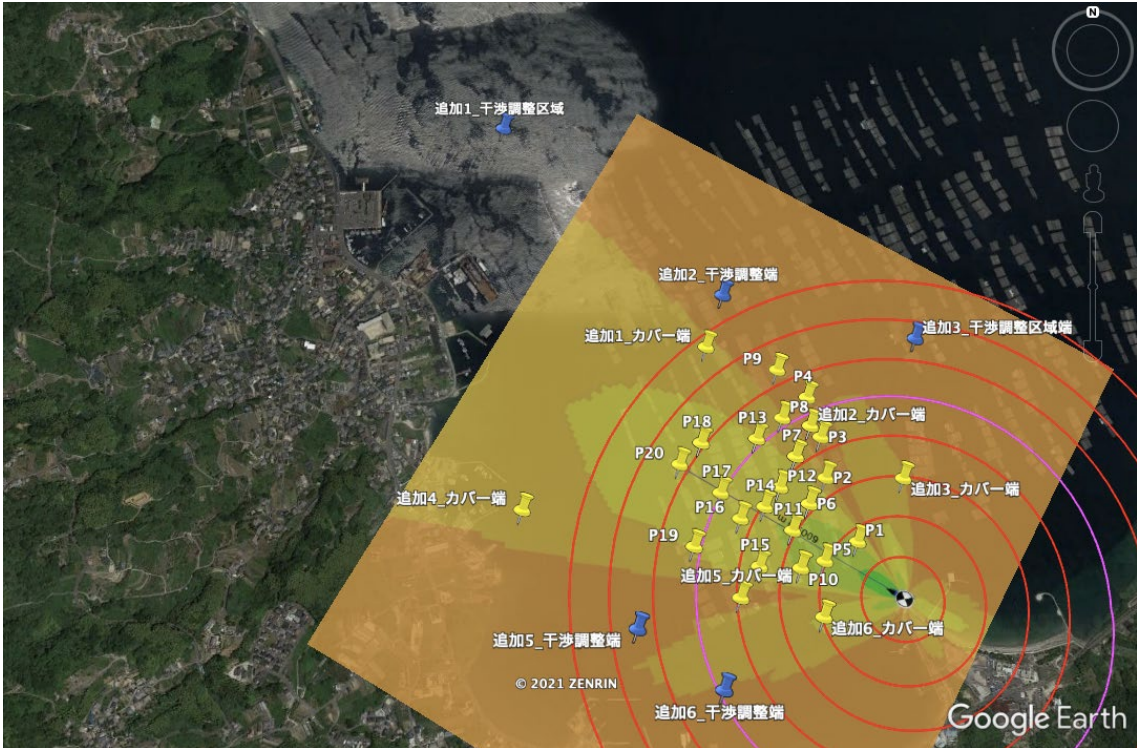 N
追加1_干渉調整区域
追加2_干渉調整端
追加3_干渉調整区域端
追加1_カバー端
P9
P4
P8
追加2_カバー端
P18
P13
P7
P3
P20
P17
P14
P12
P2
追加3_カバー端
追加4_カバー端
P16
P11
P6
P19
P15
P1
P5
追加5_カバー端
P10
追加6_カバー端
追加5_干渉調整端
© 2021 ZENRIN
追加6_干渉調整端
Google Earth